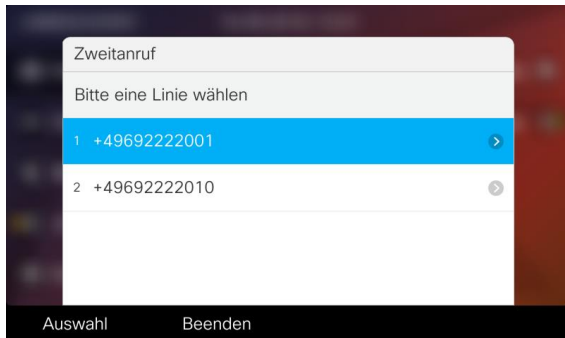 Zweitanruf
Bitte eine Linie wählen
1 +49692222001
2 +49692222010
Auswahl Beenden